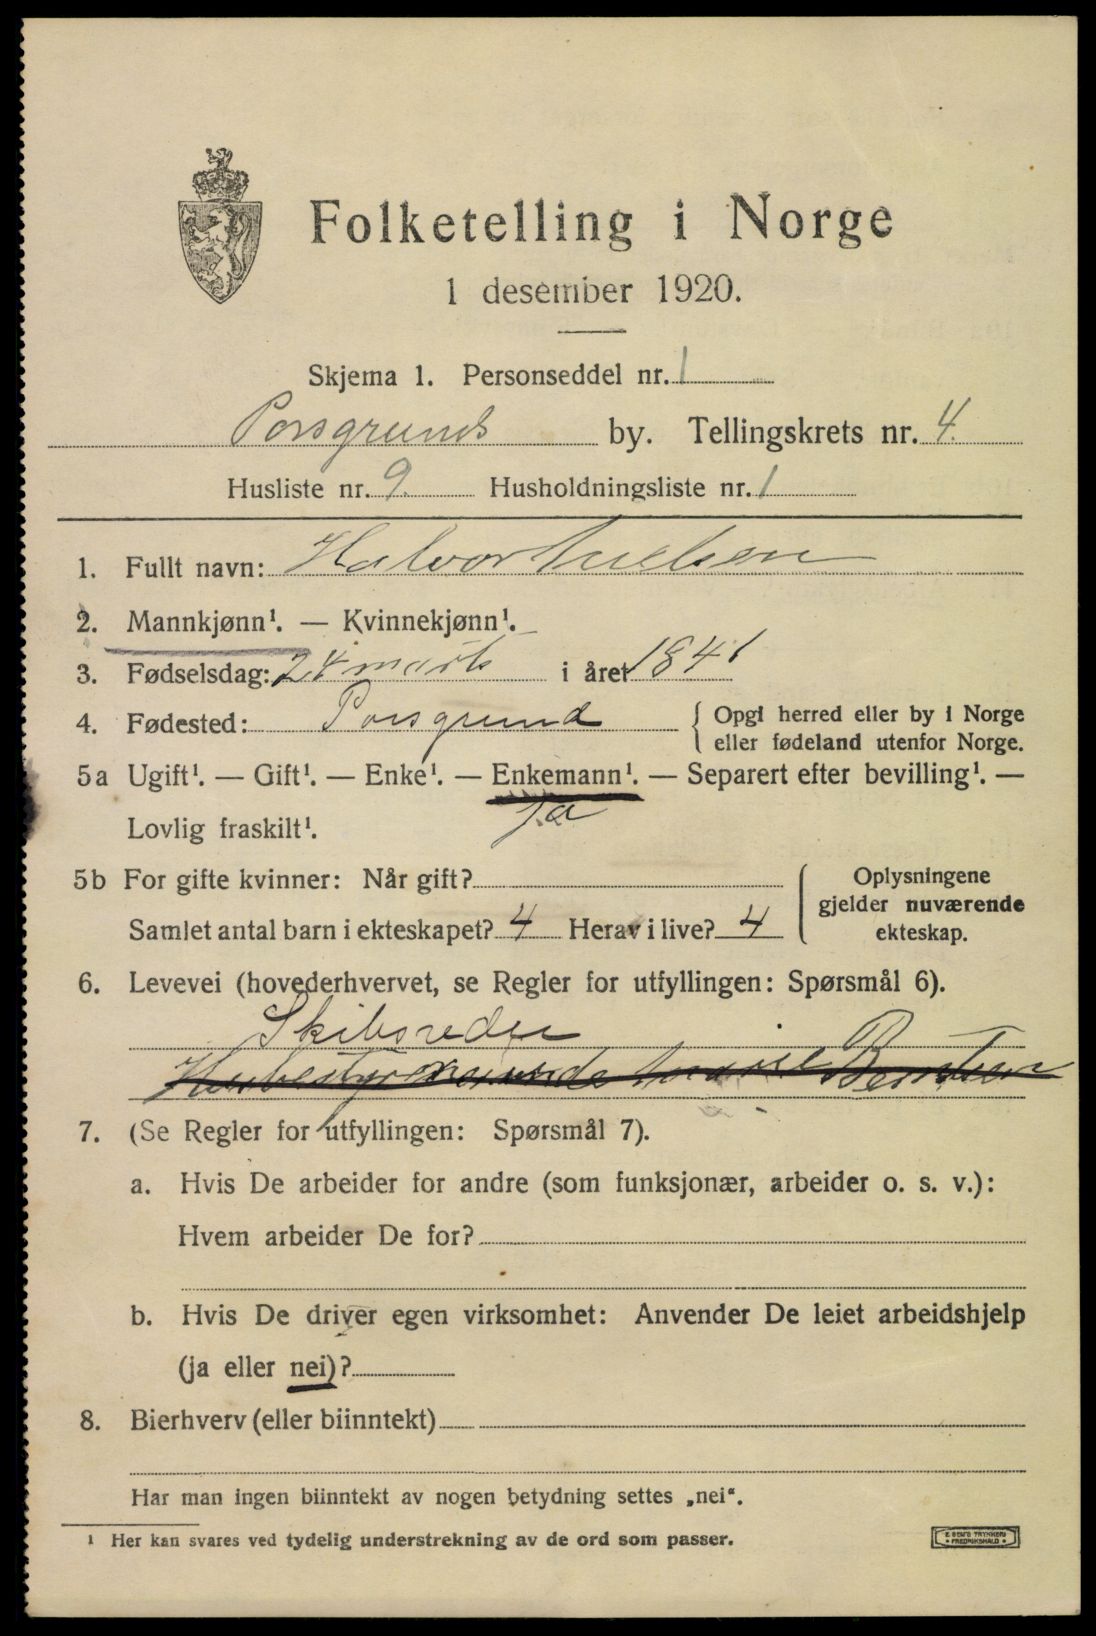 Folketelling i Norge
1 desember 1920.
Skjema 1. Personseddel nr. 1
Porsgrunds by. Tellingskrets nr. 4.
Husliste nr. 9. Husholdningsliste nr. 1
1. Fullt navn: Halvor Nielsen
2. Mannkjønn¹. — Kvinnekjønn¹.
3. Fødselsdag: 24 marts i året 1841
4. Fødested: Porsgrund { Opgi herred eller by i Norge
eller fødeland utenfor Norge.
5a Ugift¹. — Gift¹. — Enke¹. — Enkemann¹. — Separert efter bevilling¹. —
Lovlig fraskilt¹. ja
5b For gifte kvinner: Når gift?
Samlet antal barn i ekteskapet? 4 Herav i live? 4
Oplysningene
gjelder nuværende
ekteskap.
6. Levevei (hovederhvervet, se Regler for utfyllingen: Spørsmål 6).
Skibsreder
7. (Se Regler for utfyllingen: Spørsmål 7).
a. Hvis De arbeider for andre (som funksjonær, arbeider o. s. v.):
Hvem arbeider De for?
b. Hvis De driver egen virksomhet: Anvender De leiet arbeidshjelp
(ja eller nei)?
8. Bierhverv (eller biinntekt)
Har man ingen biinntekt av nogen betydning settes „nei“.
¹ Her kan svares ved tydelig understrekning av de ord som passer.
E. SEM'S TRYKKERI
FREDRIKSHALD